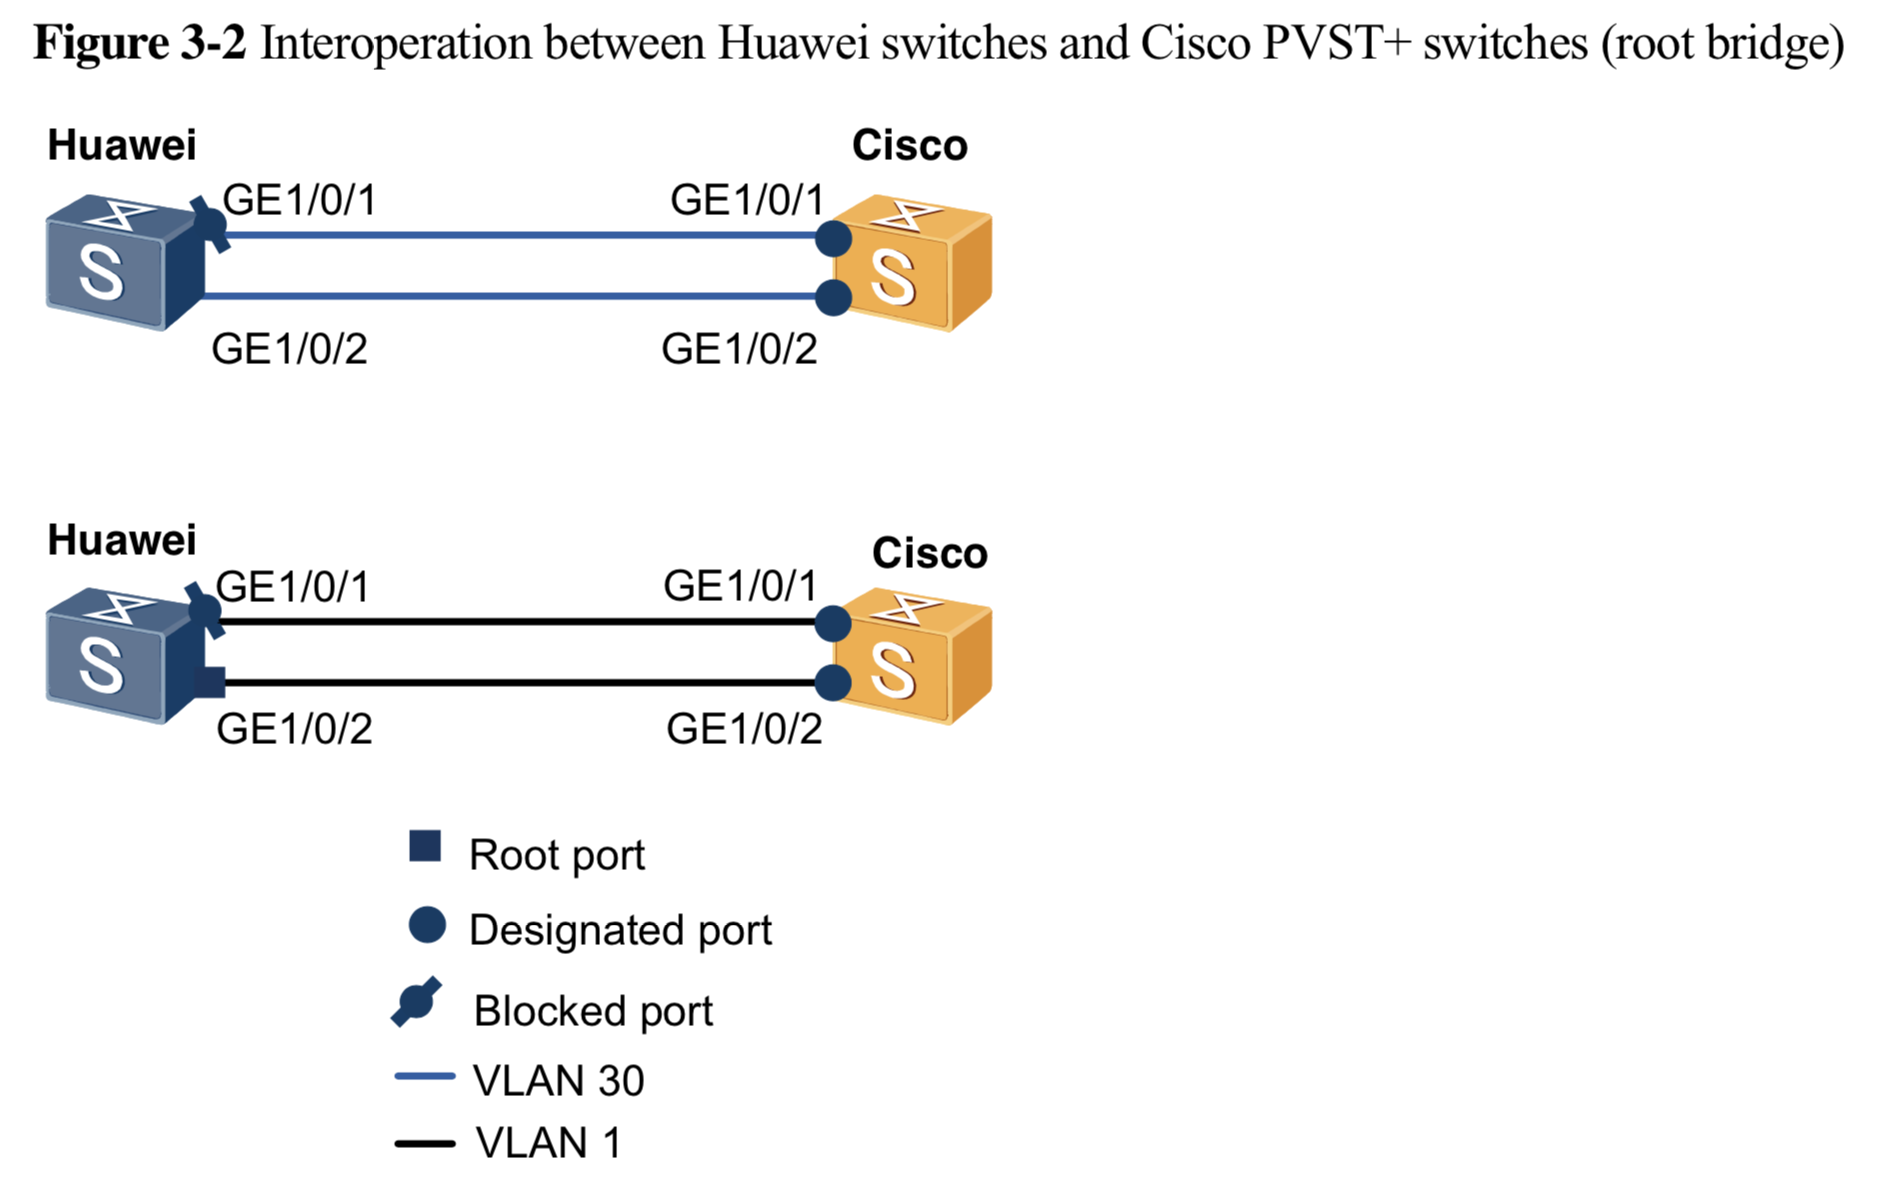 Figure 3-2 Interoperation between Huawei switches and Cisco PVST+ switches (root bridge)
Huawei
Cisco
GE1/0/1
GE1/0/1
S
S
GE1/0/2
GE1/0/2
Huawei
Cisco
GE1/0/1
GE1/0/1
S
S
GE1/0/2
GE1/0/2
Root port
Designated port
Blocked port
VLAN 30
VLAN 1